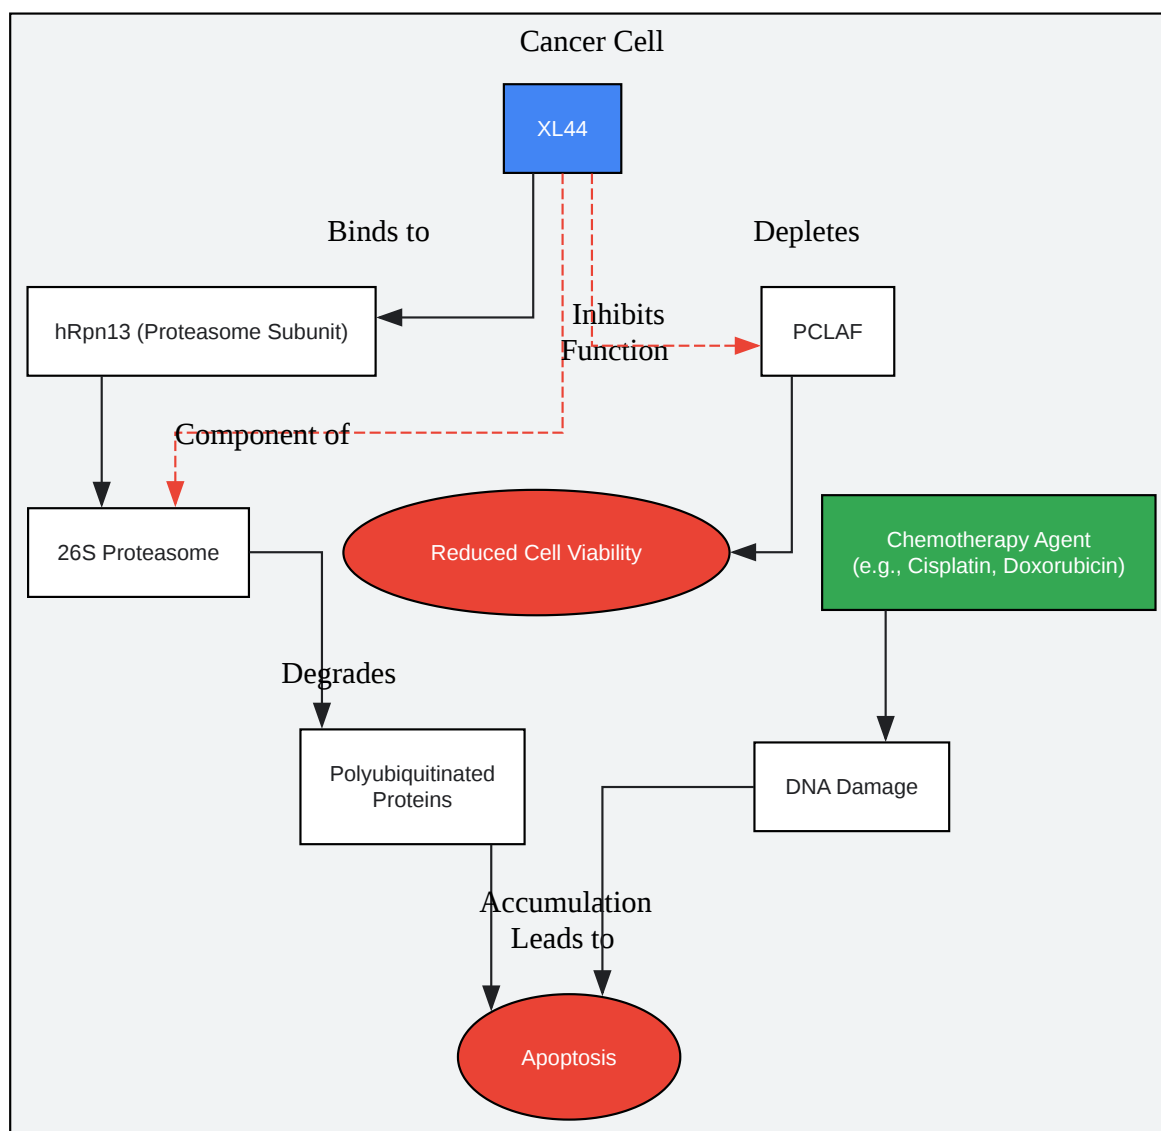 Cancer Cell
XL44
Binds to
Depletes
hRpn13 (Proteasome Subunit)
Inhibits
Function
PCLAF
Component of
26S Proteasome
Reduced Cell Viability
Chemotherapy Agent
(e.g., Cisplatin, Doxorubicin)
Degrades
Polyubiquitinated
Proteins
DNA Damage
Accumulation
Leads to
Apoptosis